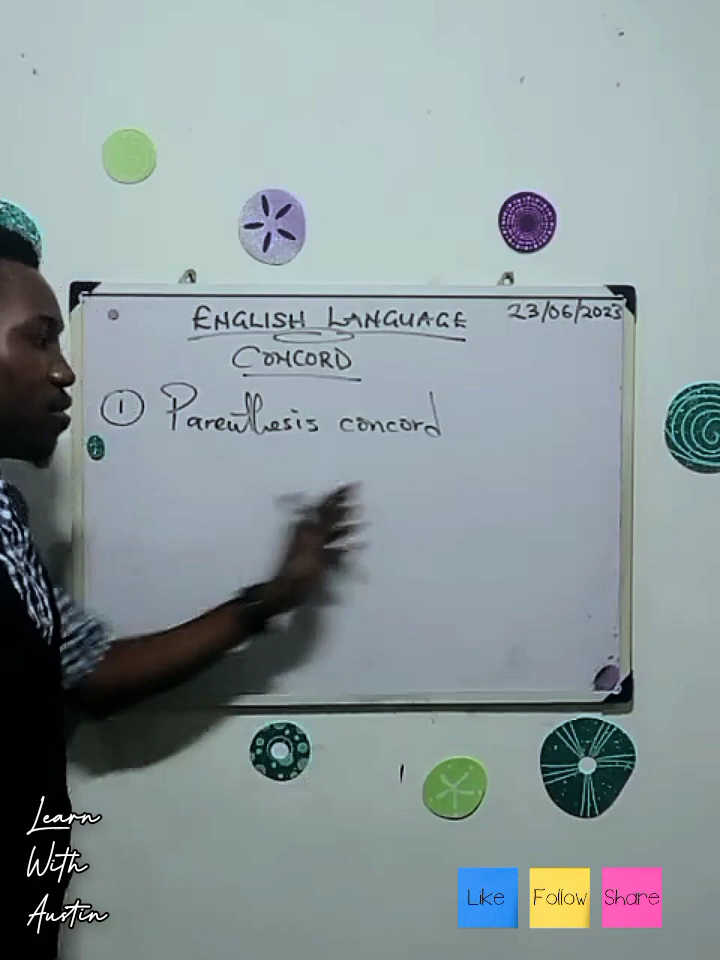 ENGLISH LANGUAGE
23/06/2023
CONCORD
1 Parenthesis concord
Learn
With
Austin
Like
Follow
Share